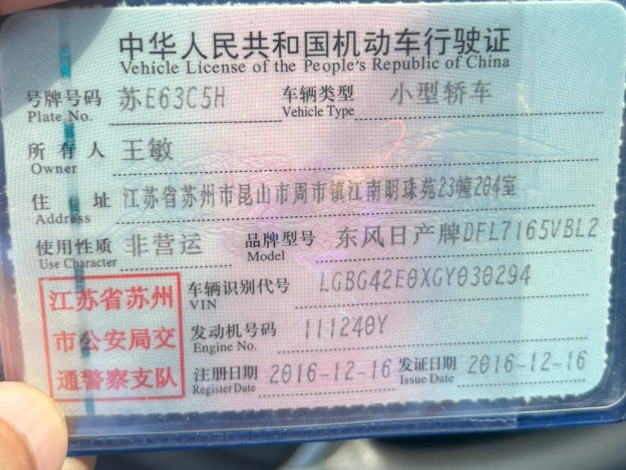 中华人民共和国机动车行驶证
Vehicle License of the People's Republic of China
号牌号码 苏E63C5H 车辆类型 小型轿车
Plate No. Vehicle Type
所有人 王敏
Owner
住址 江苏省苏州市昆山市周市镇江南明珠苑23幢204室
Address
使用性质 非营运 品牌型号 东风日产牌DFL7165VBL2
Use Character Model
江苏省苏州
市公安局交
通警察支队
车辆识别代号 LGBG42E0XGY030294
VIN
发动机号码 111240Y
Engine No.
注册日期 2016-12-16 发证日期 2016-12-16
Register Date Issue Date